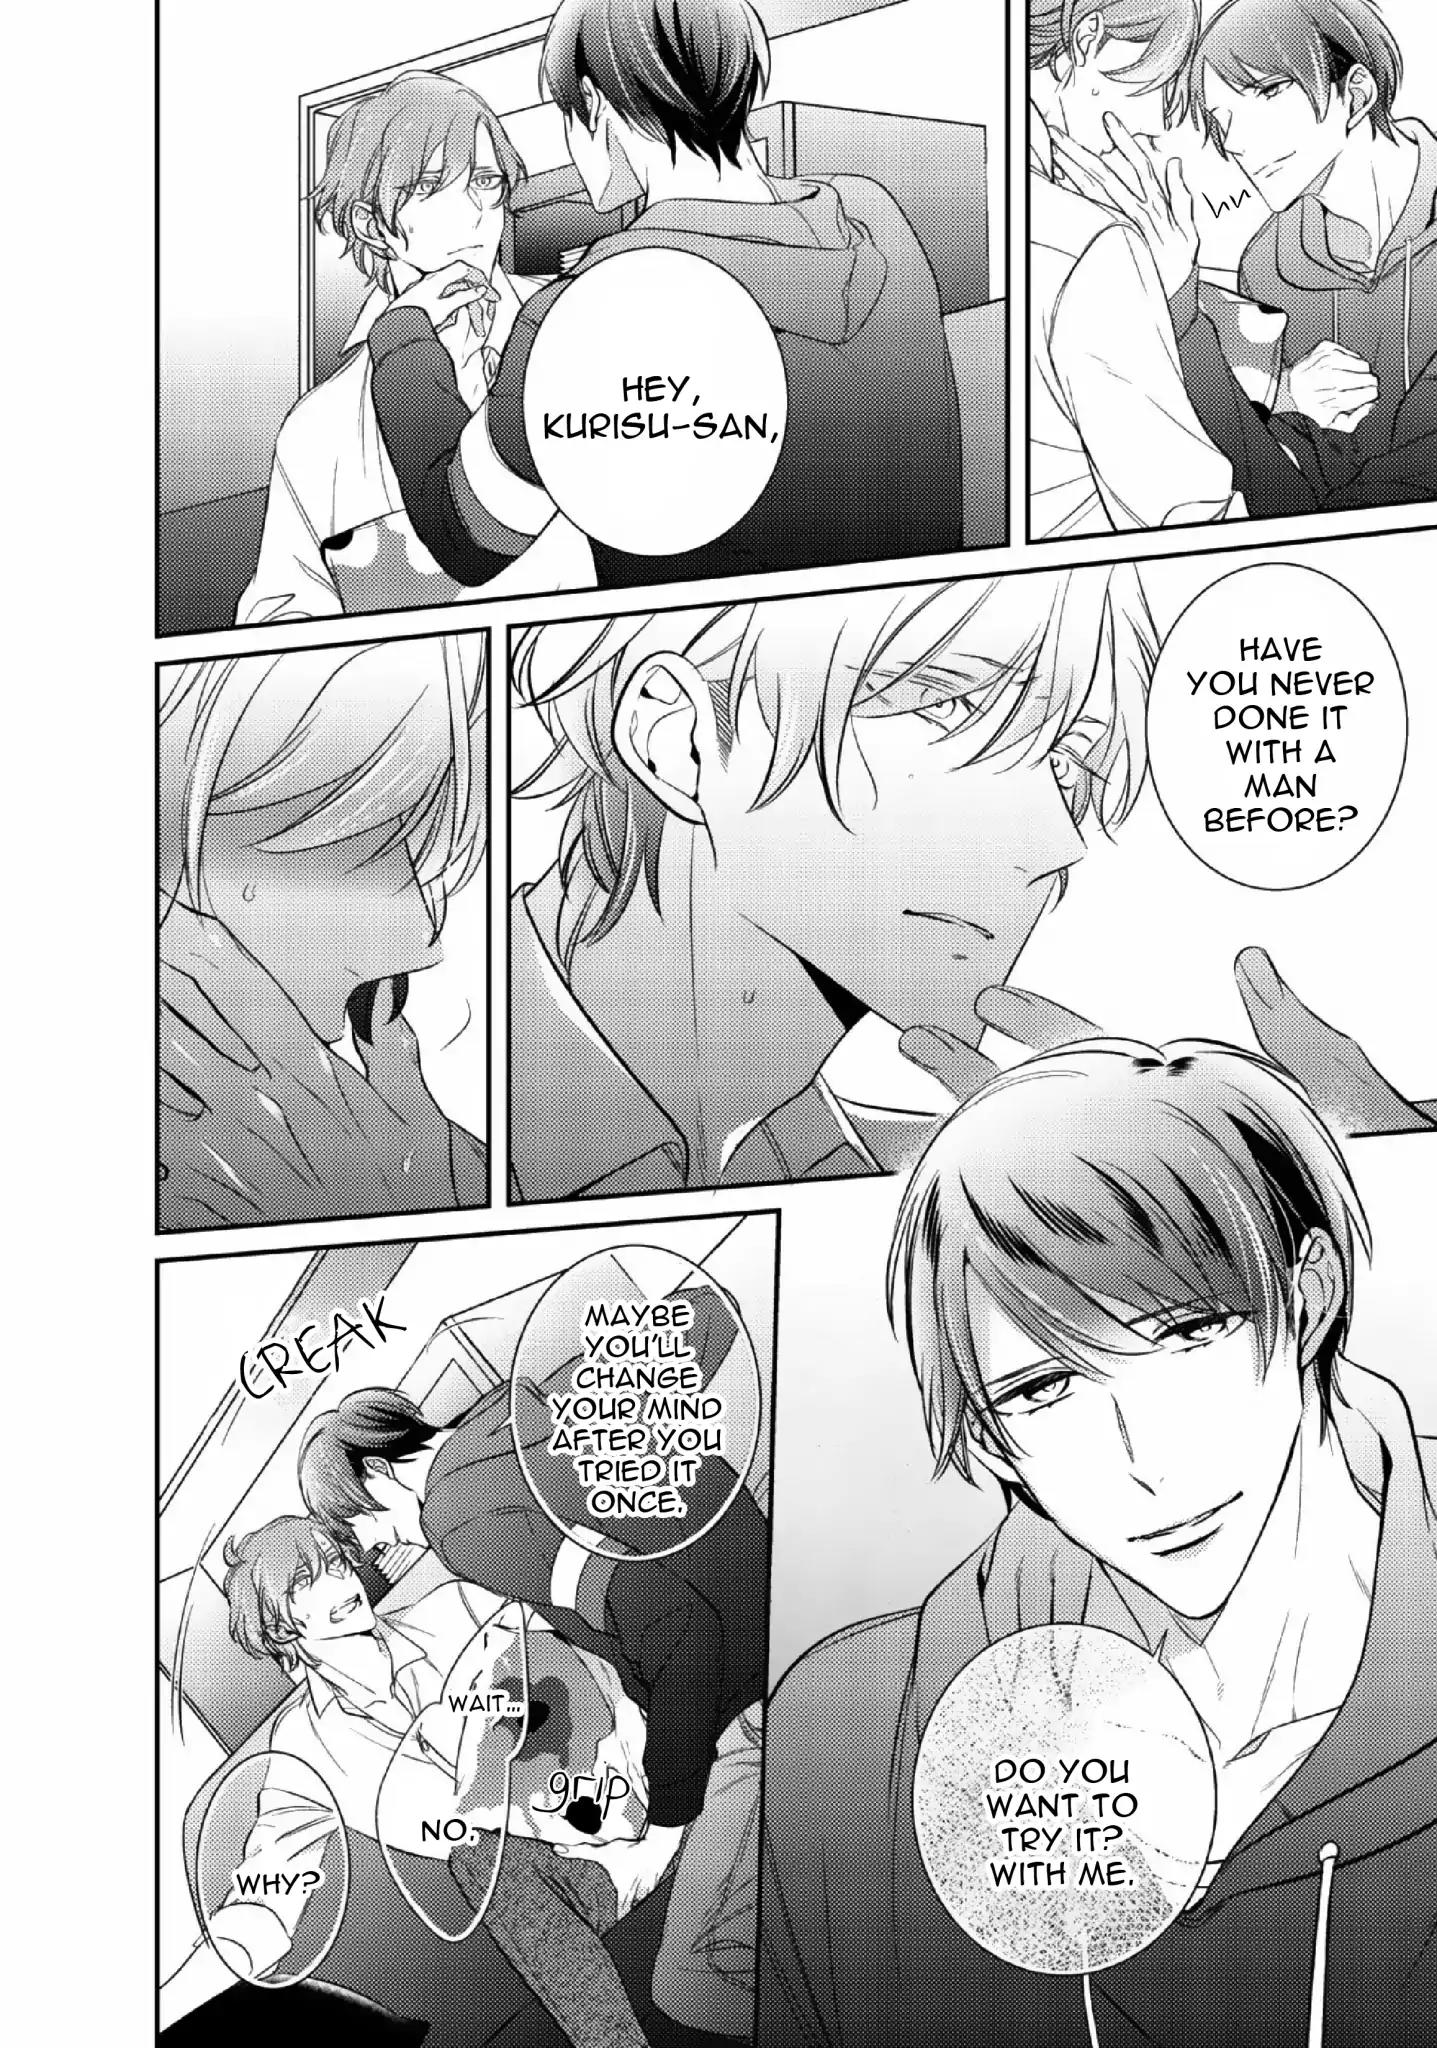 hn
HEY,
KURISU-SAN,
HAVE
YOU NEVER
DONE IT
WITH A
MAN
BEFORE?
DO YOU
WANT TO
TRY IT?
WITH ME.
MAYBE
YOU'LL
CHANGE
YOUR MIND
AFTER YOU
TRIED IT
ONCE.
CREAK
WAIT...
NO.
grip
WHY?